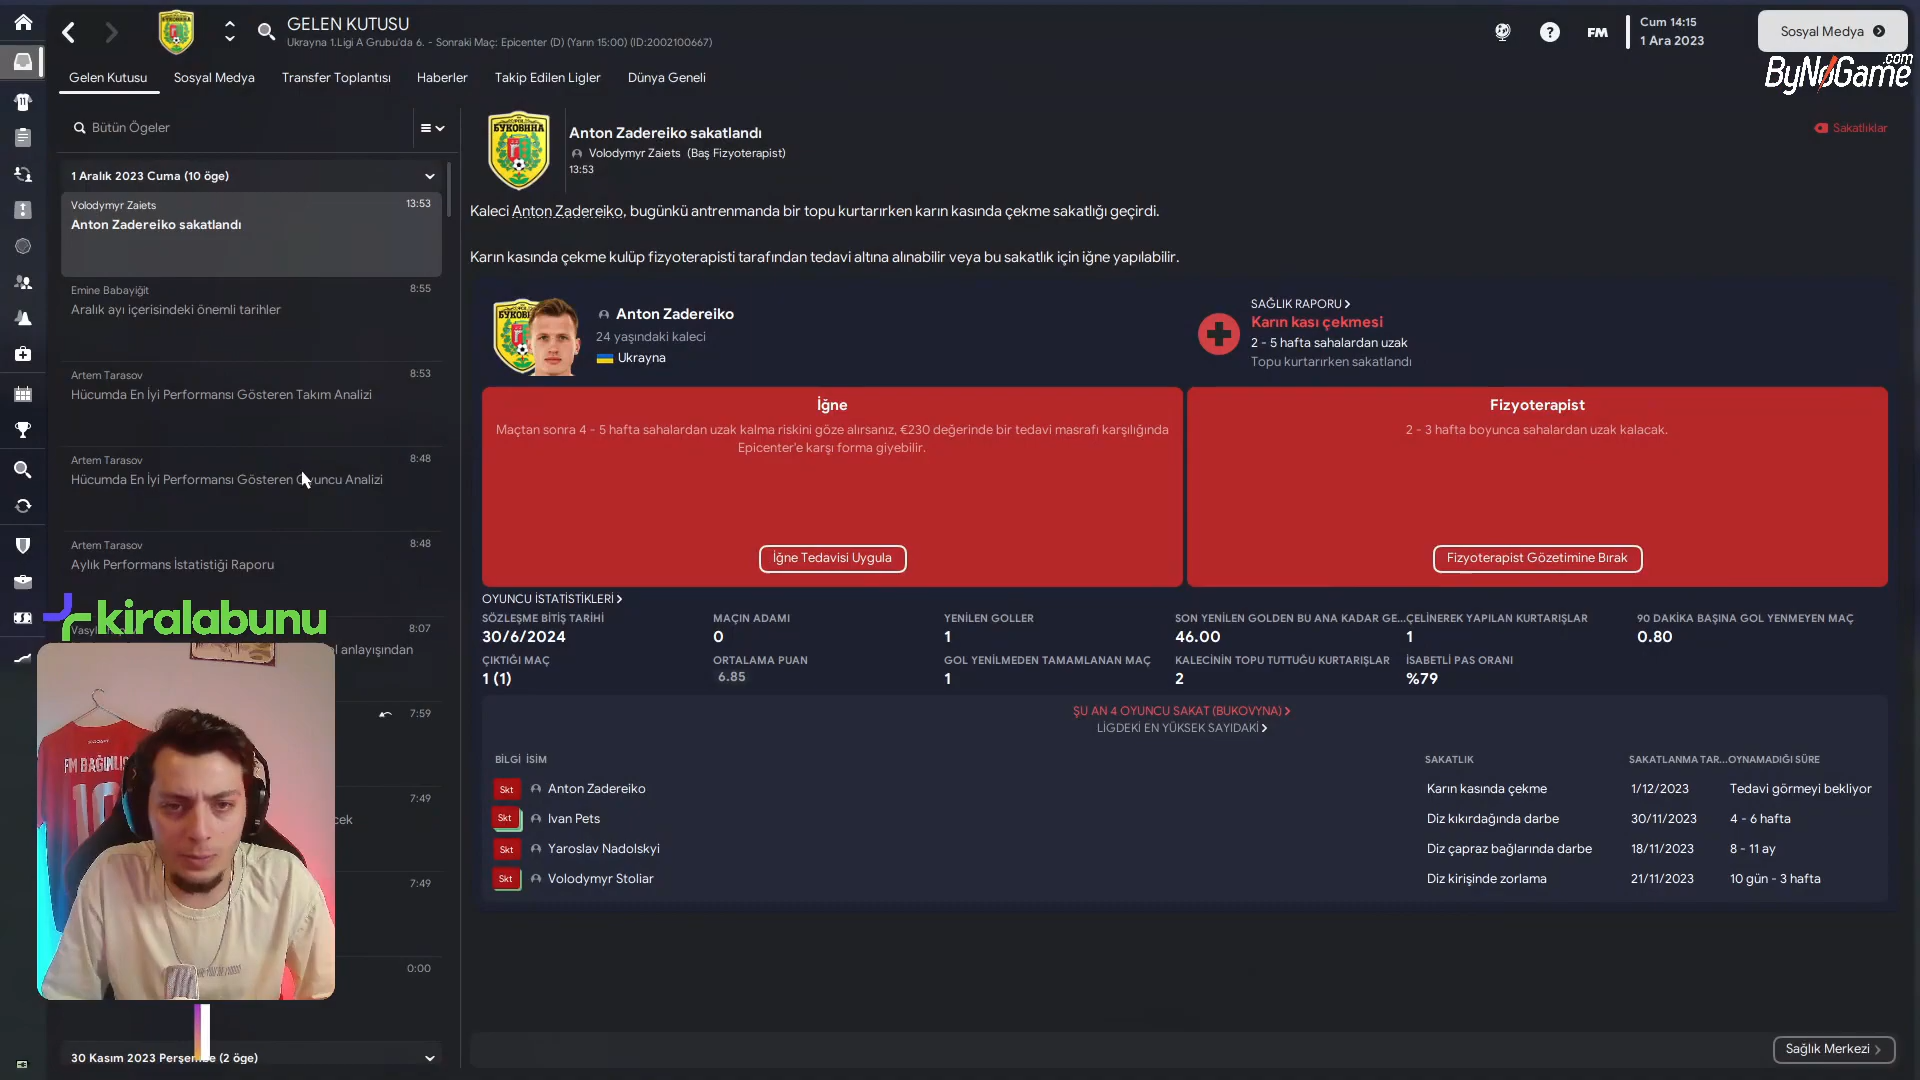 GELEN KUTUSU
Ukrayna 1.Ligi A Grubu'da 6. - Sonraki Maç: Epicenter (D) (Yarın 15:00) (ID:2002100667)
FM
Cum 14:15
1 Ara 2023
Sosyal Medya
ByNoGame.com
Gelen Kutusu
Sosyal Medya
Transfer Toplantısı
Haberler
Takip Edilen Ligler
Dünya Geneli
Bütün Ögeler
1 Aralık 2023 Cuma (10 öge)
Volodymyr Zaiets 13:53
Anton Zadereiko sakatlandı
Emine Babayiğit 8:55
Aralık ayı içerisindeki önemli tarihler
Artem Tarasov 8:53
Hücumda En İyi Performansı Gösteren Takım Analizi
Artem Tarasov 8:48
Hücumda En İyi Performansı Gösteren Oyuncu Analizi
Artem Tarasov 8:48
Aylık Performans İstatistiği Raporu
kiralabunu
8:07
l anlayışından
7:59
7:49
cek
7:49
0:00
FM BAĞIMLIS
10
30 Kasım 2023 Perşembe (2 öge)
БУКОВИНА
Anton Zadereiko sakatlandı
Volodymyr Zaiets (Baş Fizyoterapist)
13:53
Sakatlıklar
Kaleci Anton Zadereiko, bugünkü antrenmanda bir topu kurtarırken karın kasında çekme sakatlığı geçirdi.
Karın kasında çekme kulüp fizyoterapisti tarafından tedavi altına alınabilir veya bu sakatlık için iğne yapılabilir.
Anton Zadereiko
24 yaşındaki kaleci
Ukrayna
SAĞLIK RAPORU
Karın kası çekmesi
2 - 5 hafta sahalardan uzak
Topu kurtarırken sakatlandı
İğne
Maçtan sonra 4 - 5 hafta sahalardan uzak kalma riskini göze alırsanız, €230 değerinde bir tedavi masrafı karşılığında
Epicenter'e karşı forma giyebilir.
İğne Tedavisi Uygula
Fizyoterapist
2 - 3 hafta boyunca sahalardan uzak kalacak.
Fizyoterapist Gözetimine Bırak
OYUNCU İSTATİSTİKLERİ
SÖZLEŞME BİTİŞ TARİHİ MAÇIN ADAMI YENİLEN GOLLER SON YENİLEN GOLDEN BU ANA KADAR GE... ÇELİNEREK YAPILAN KURTARIŞLAR 90 DAKİKA BAŞINA GOL YENMEYEN MAÇ
30/6/2024 0 1 46.00 1 0.80
ÇIKTIĞI MAÇ ORTALAMA PUAN GOL YENİLMEDEN TAMAMLANAN MAÇ KALECİNİN TOPU TUTTUĞU KURTARIŞLAR İSABETLİ PAS ORANI
1 (1) 6.85 1 2 %79
ŞU AN 4 OYUNCU SAKAT (BUKOVYNA)
LİGDEKİ EN YÜKSEK SAYIDAKİ
BİLGİ İSİM SAKATLIK SAKATLANMA TAR... OYNAMADIĞI SÜRE
Skt Anton Zadereiko Karın kasında çekme 1/12/2023 Tedavi görmeyi bekliyor
Skt Ivan Pets Diz kıkırdağında darbe 30/11/2023 4 - 6 hafta
Skt Yaroslav Nadolskyi Diz çapraz bağlarında darbe 18/11/2023 8 - 11 ay
Skt Volodymyr Stoliar Diz kirişinde zorlama 21/11/2023 10 gün - 3 hafta
Sağlık Merkezi